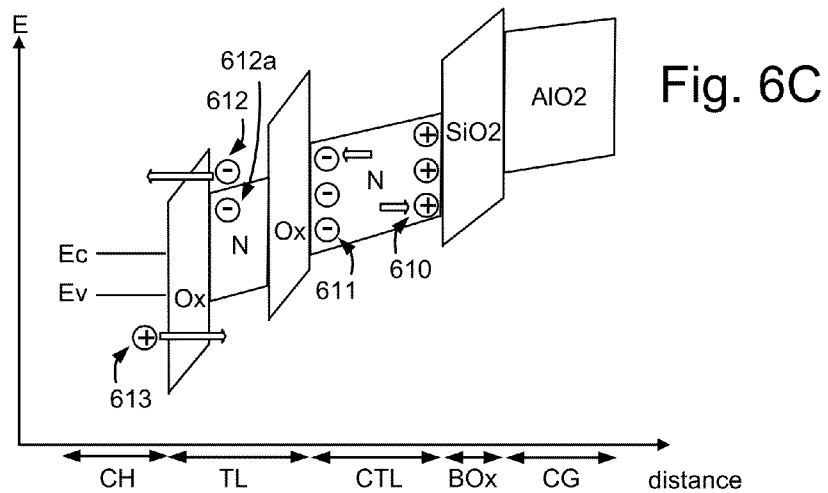 E
612a
612
Fig. 6C
AlO2
SiO2
N
N
Ox
Ox
Ec
Ev
611
610
613
CH
TL
CTL
BOx
CG
distance